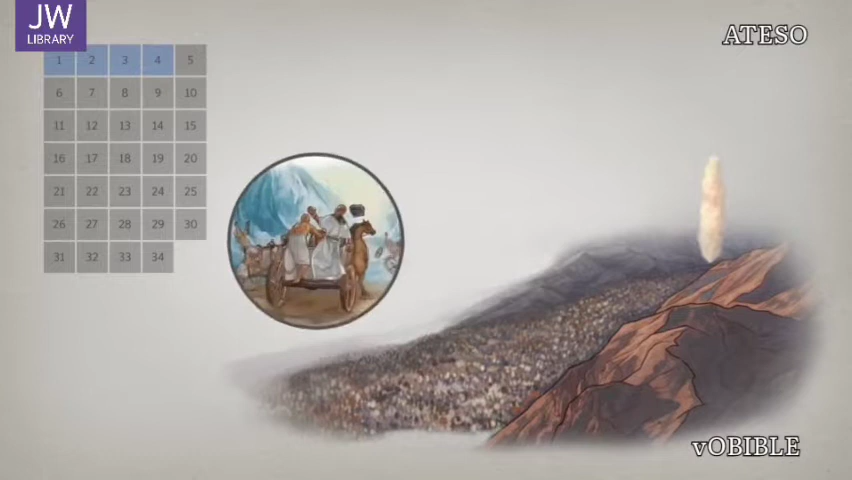 JW
LIBRARY
ATESO
1 2 3 4 5
6 7 8 9 10
11 12 13 14 15
16 17 18 19 20
21 22 23 24 25
26 27 28 29 30
31 32 33 34
vOBIBLE